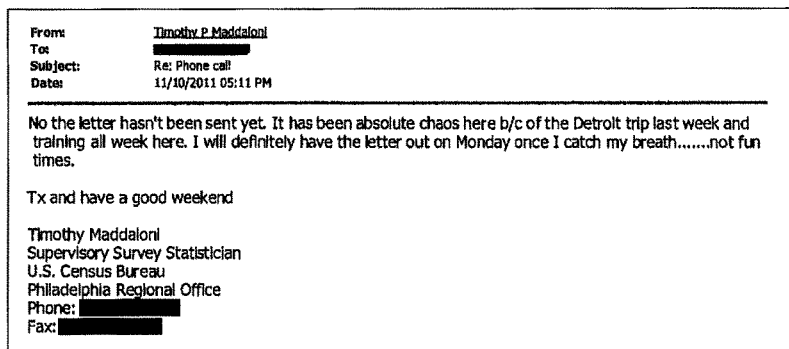 From: Timothy P Maddaloni
To:
Subject: Re: Phone call
Date: 11/10/2011 05:11 PM
No the letter hasn't been sent yet. It has been absolute chaos here b/c of the Detroit trip last week and
training all week here. I will definitely have the letter out on Monday once I catch my breath.......not fun
times.
Tx and have a good weekend
Timothy Maddaloni
Supervisory Survey Statistician
U.S. Census Bureau
Philadelphia Regional Office
Phone:
Fax: